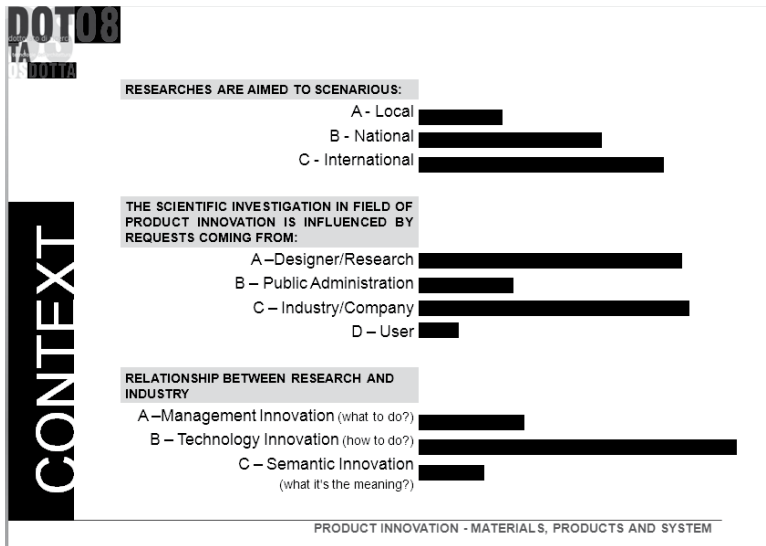 DOT08
TA
OSDOTTA
RESEARCHES ARE AIMED TO SCENARIOUS:
A - Local
B - National
C - International
THE SCIENTIFIC INVESTIGATION IN FIELD OF
PRODUCT INNOVATION IS INFLUENCED BY
REQUESTS COMING FROM:
A –Designer/Research
B – Public Administration
C – Industry/Company
D – User
CONTEXT
RELATIONSHIP BETWEEN RESEARCH AND
INDUSTRY
A –Management Innovation (what to do?)
B – Technology Innovation (how to do?)
C – Semantic Innovation
(what it's the meaning?)
PRODUCT INNOVATION - MATERIALS, PRODUCTS AND SYSTEM